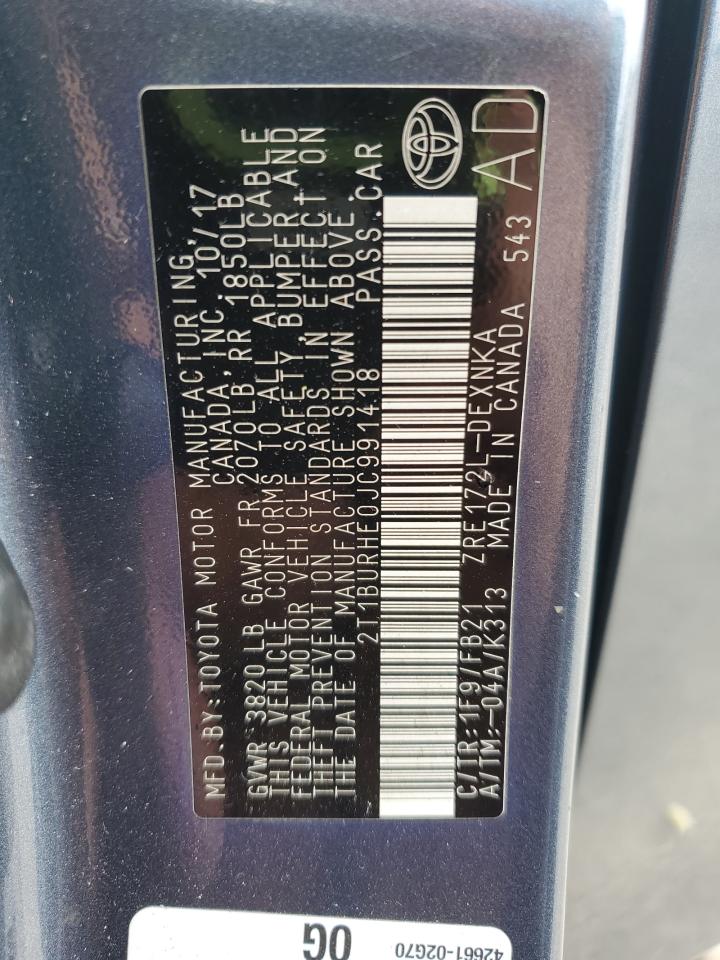 MFD.BY:TOYOTA MOTOR MANUFACTURING,
CANADA,INC. 10/17
GVWR 3820 LB GAWR FR 2070LB,RR 1850LB
THIS VEHICLE CONFORMS TO ALL APPLICABLE
FEDERAL MOTOR VEHICLE SAFETY, BUMPER, AND
THEFT PREVENTION STANDARDS IN EFFECT ON
THE DATE OF MANUFACTURE SHOWN ABOVE.
2T1BURHE0JC991418 PASS.CAR
C/TR:1F9/FB21 ZRE172L-DEXNKA
A/TM:-04A/K313 MADE IN CANADA 543
AD
0G
42661-02G70